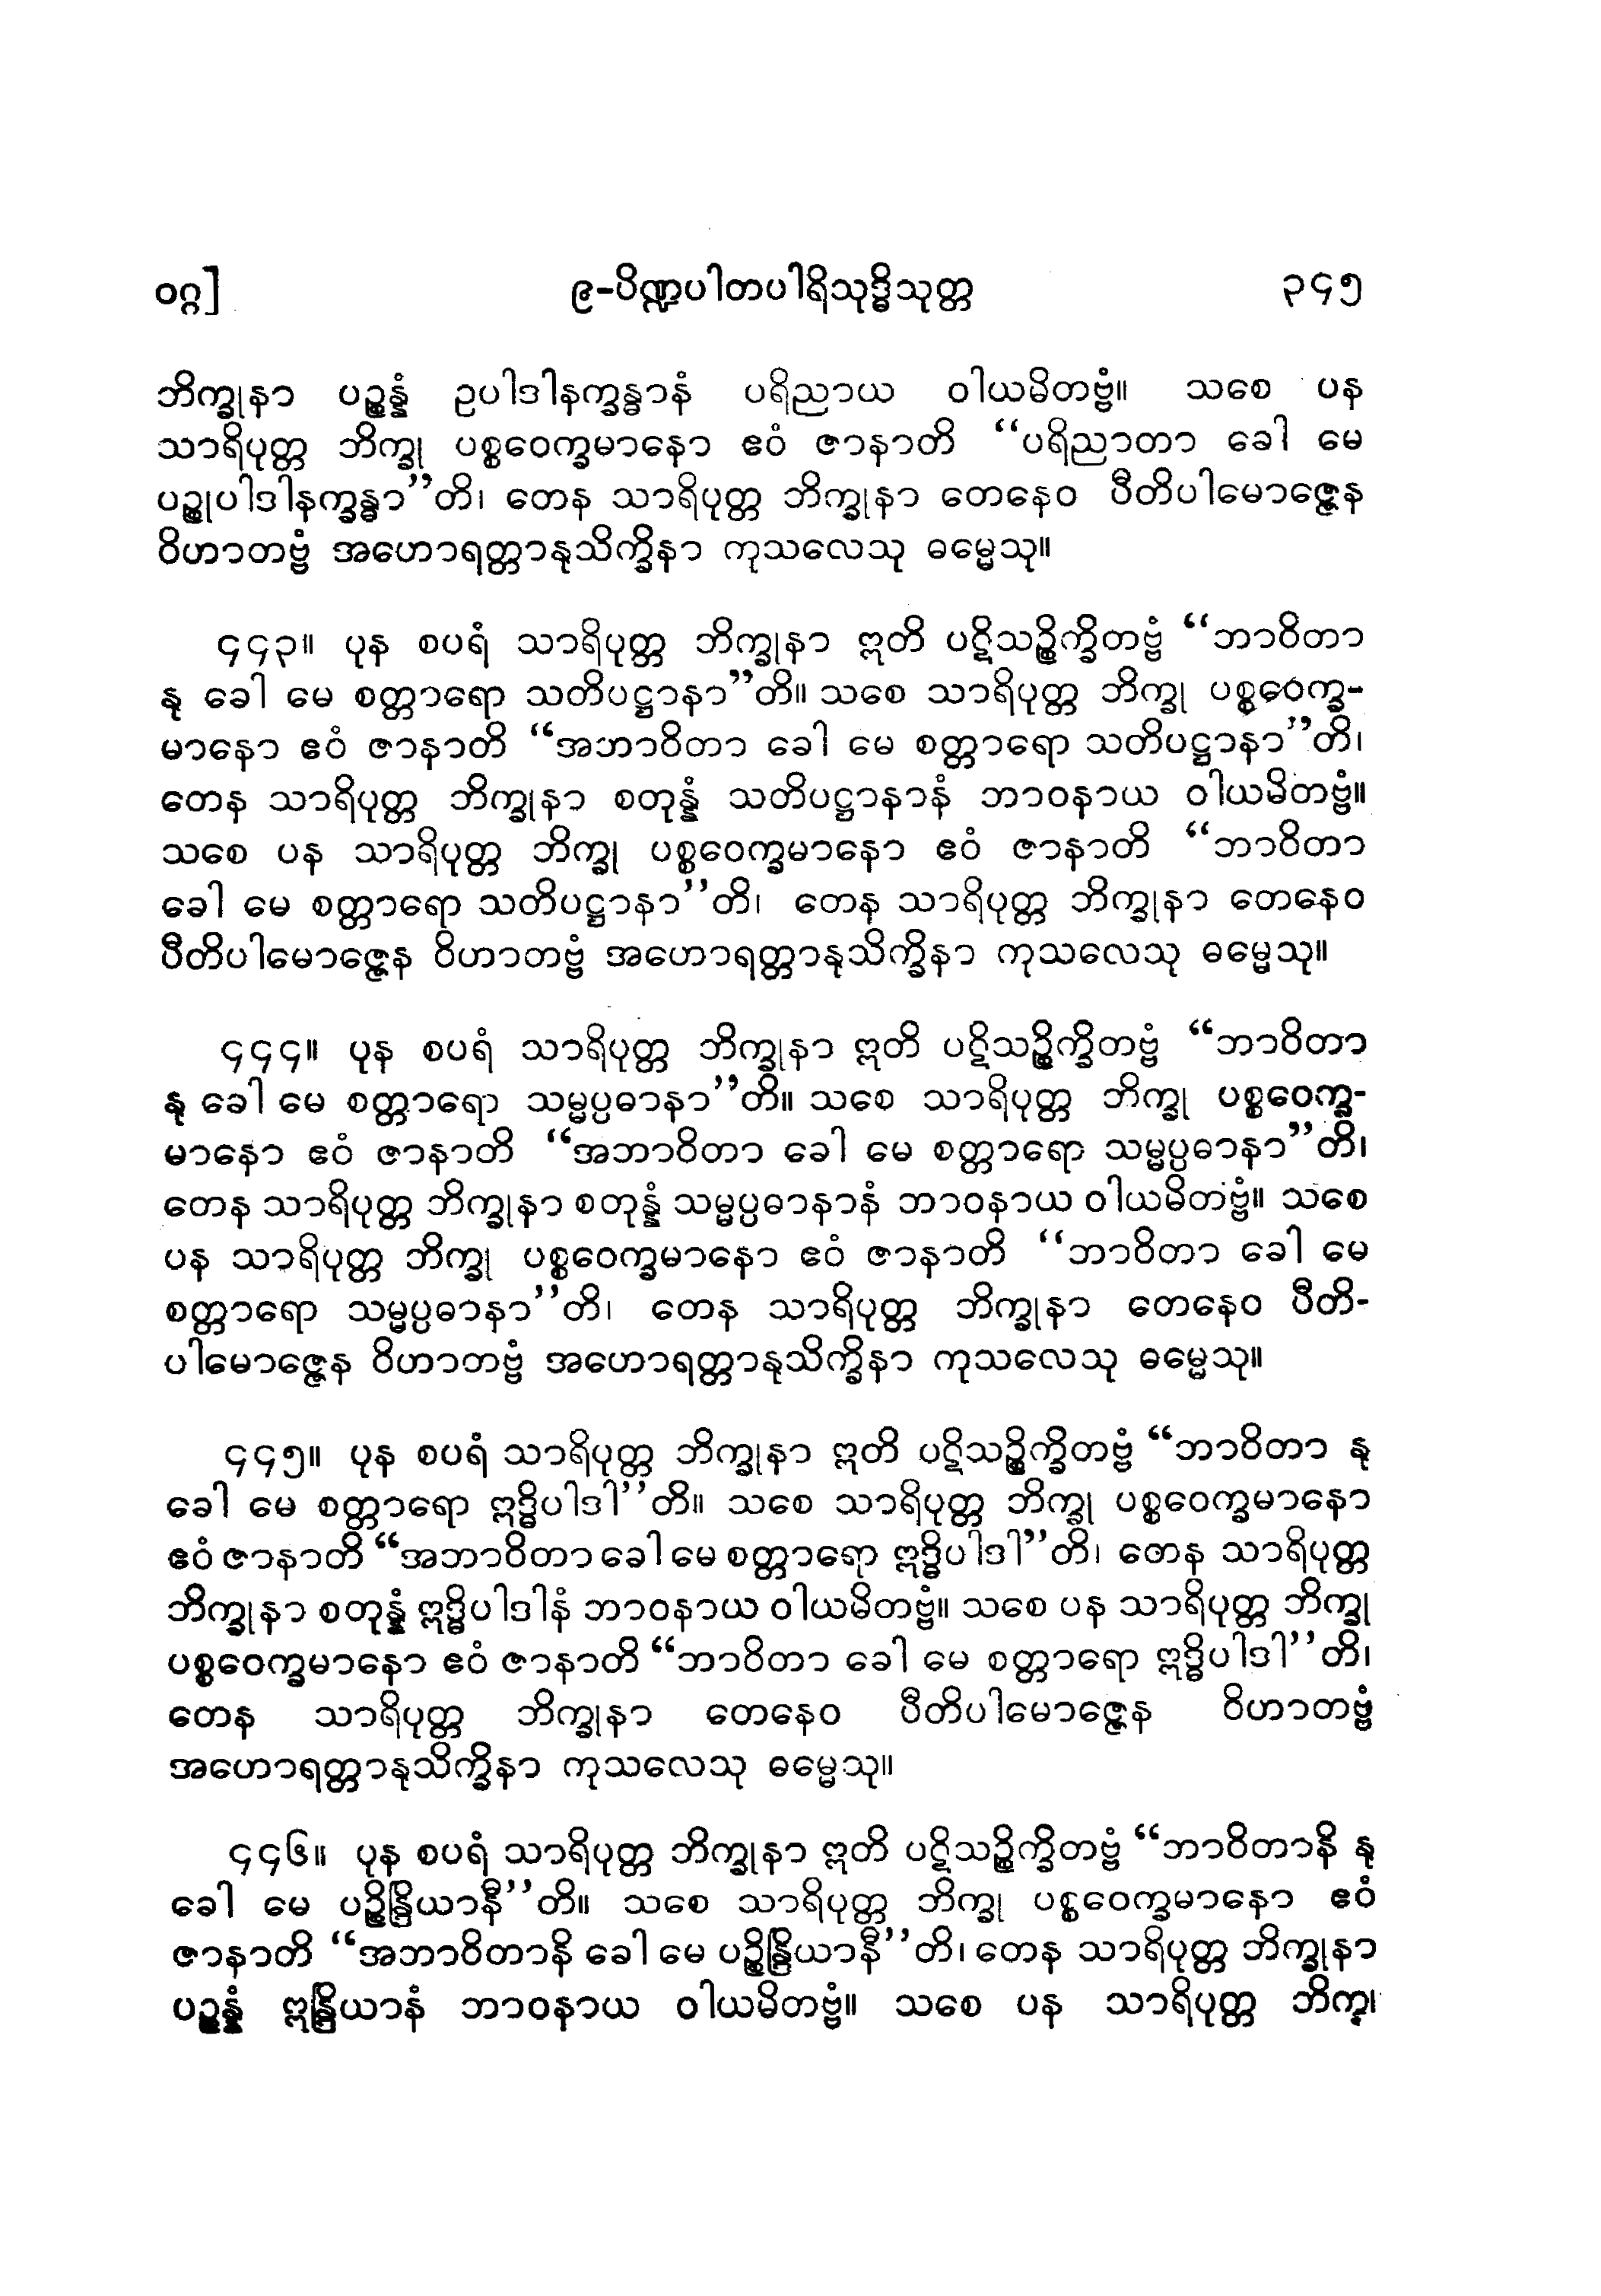 ဝဂ္ဂ]	၉-ပိဏ္ဍပါတပါရိသုဒ္ဓိသုတ္တ	၃၄၅
ဘိက္ခုနာ ပဉ္စန္နံ ဥပါဒါနက္ခန္ဓာနံ ပရိညာယ ဝါယမိတဗ္ဗံ။ သစေ ပန
သာရိပုတ္တ ဘိက္ခု ပစ္စဝေက္ခမာနော ဧဝံ ဇာနာတိ “ပရိညာတာ ခေါ မေ
ပဉ္စုပါဒါနက္ခန္ဓာ”တိ၊ တေန သာရိပုတ္တ ဘိက္ခုနာ တေနေဝ ပီတိပါမောဇ္ဇေန
ဝိဟာတဗ္ဗံ အဟောရတ္တာနုသိက္ခိနာ ကုသလေသု ဓမ္မေသု။
၄၄၃။ ပုန စပရံ သာရိပုတ္တ ဘိက္ခုနာ ဣတိ ပဋိသဉ္စိက္ခိတဗ္ဗံ “ဘာဝိတာ
နု ခေါ မေ စတ္တာရော သတိပဋ္ဌာနာ”တိ။ သစေ သာရိပုတ္တ ဘိက္ခု ပစ္စဝေက္ခ-
မာနော ဧဝံ ဇာနာတိ “အဘာဝိတာ ခေါ မေ စတ္တာရော သတိပဋ္ဌာနာ”တိ၊
တေန သာရိပုတ္တ ဘိက္ခုနာ စတုန္နံ သတိပဋ္ဌာနာနံ ဘာဝနာယ ဝါယမိတဗ္ဗံ။
သစေ ပန သာရိပုတ္တ ဘိက္ခု ပစ္စဝေက္ခမာနော ဧဝံ ဇာနာတိ “ဘာဝိတာ
ခေါ မေ စတ္တာရော သတိပဋ္ဌာနာ”တိ၊ တေန သာရိပုတ္တ ဘိက္ခုနာ တေနေဝ
ပီတိပါမောဇ္ဇေန ဝိဟာတဗ္ဗံ အဟောရတ္တာနုသိက္ခိနာ ကုသလေသု ဓမ္မေသု။
၄၄၄။ ပုန စပရံ သာရိပုတ္တ ဘိက္ခုနာ ဣတိ ပဋိသဉ္စိက္ခိတဗ္ဗံ “ဘာဝိတာ
နု ခေါ မေ စတ္တာရော သမ္မပ္ပဓာနာ”တိ။ သစေ သာရိပုတ္တ ဘိက္ခု ပစ္စဝေက္ခ-
မာနော ဧဝံ ဇာနာတိ “အဘာဝိတာ ခေါ မေ စတ္တာရော သမ္မပ္ပဓာနာ”တိ၊
တေန သာရိပုတ္တ ဘိက္ခုနာ စတုန္နံ သမ္မပ္ပဓာနာနံ ဘာဝနာယ ဝါယမိတဗ္ဗံ။ သစေ
ပန သာရိပုတ္တ ဘိက္ခု ပစ္စဝေက္ခမာနော ဧဝံ ဇာနာတိ “ဘာဝိတာ ခေါ မေ
စတ္တာရော သမ္မပ္ပဓာနာ”တိ၊ တေန သာရိပုတ္တ ဘိက္ခုနာ တေနေဝ ပီတိ-
ပါမောဇ္ဇေန ဝိဟာတဗ္ဗံ အဟောရတ္တာနုသိက္ခိနာ ကုသလေသု ဓမ္မေသု။
၄၄၅။ ပုန စပရံ သာရိပုတ္တ ဘိက္ခုနာ ဣတိ ပဋိသဉ္စိက္ခိတဗ္ဗံ “ဘာဝိတာ နု
ခေါ မေ စတ္တာရော ဣဒ္ဓိပါဒါ”တိ။ သစေ သာရိပုတ္တ ဘိက္ခု ပစ္စဝေက္ခမာနော
ဧဝံ ဇာနာတိ “အဘာဝိတာ ခေါ မေ စတ္တာရော ဣဒ္ဓိပါဒါ”တိ၊ တေန သာရိပုတ္တ
ဘိက္ခုနာ စတုန္နံ ဣဒ္ဓိပါဒါနံ ဘာဝနာယ ဝါယမိတဗ္ဗံ။ သစေ ပန သာရိပုတ္တ ဘိက္ခု
ပစ္စဝေက္ခမာနော ဧဝံ ဇာနာတိ “ဘာဝိတာ ခေါ မေ စတ္တာရော ဣဒ္ဓိပါဒါ”တိ၊
တေန သာရိပုတ္တ ဘိက္ခုနာ တေနေဝ ပီတိပါမောဇ္ဇေန ဝိဟာတဗ္ဗံ
အဟောရတ္တာနုသိက္ခိနာ ကုသလေသု ဓမ္မေသု။
၄၄၆။ ပုန စပရံ သာရိပုတ္တ ဘိက္ခုနာ ဣတိ ပဋိသဉ္စိက္ခိတဗ္ဗံ “ဘာဝိတာနိ နု
ခေါ မေ ပဉ္စိန္ဒြိယာနီ”တိ။ သစေ သာရိပုတ္တ ဘိက္ခု ပစ္စဝေက္ခမာနော ဧဝံ
ဇာနာတိ “အဘာဝိတာနိ ခေါ မေ ပဉ္စိန္ဒြိယာနီ”တိ၊ တေန သာရိပုတ္တ ဘိက္ခုနာ
ပဉ္စန္နံ ဣန္ဒြိယာနံ ဘာဝနာယ ဝါယမိတဗ္ဗံ။ သစေ ပန သာရိပုတ္တ ဘိက္ခု